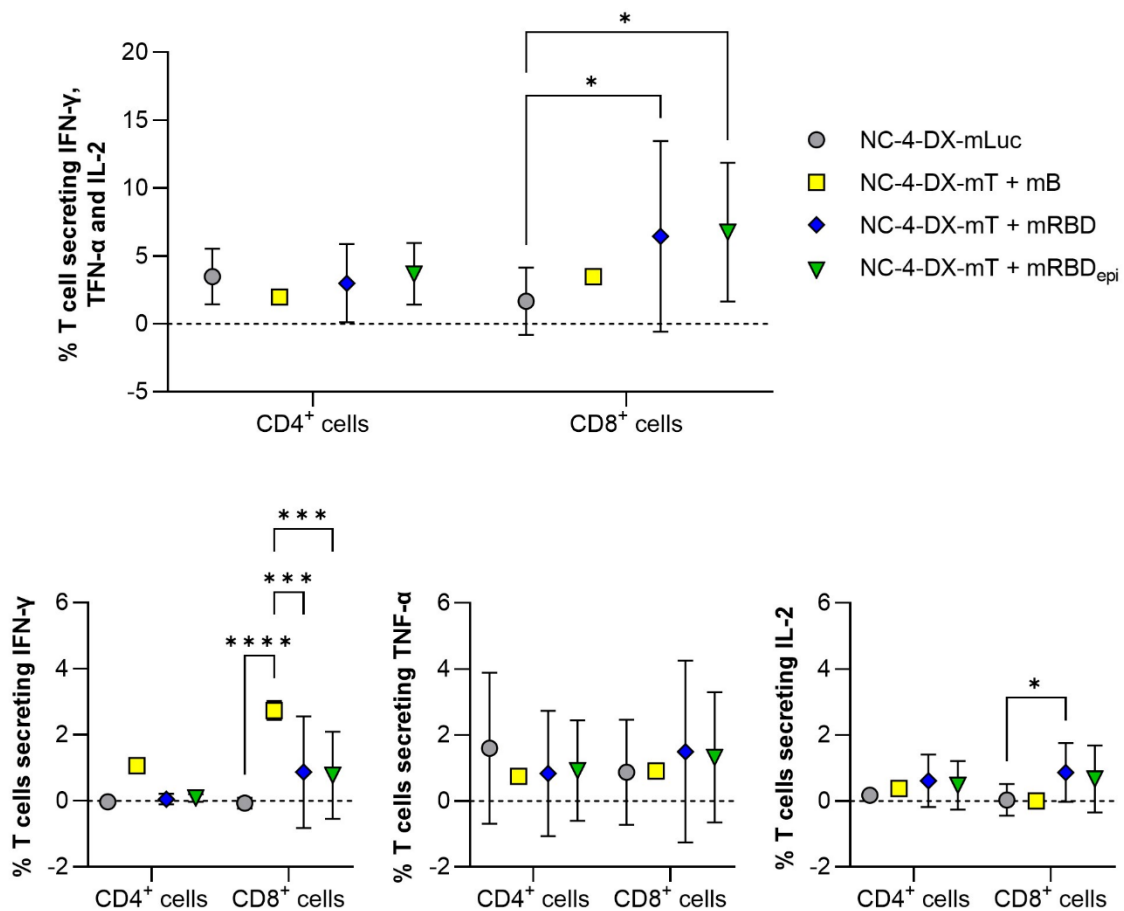 *
*
% T cell secreting IFN-γ,
TFN-α and IL-2
20
15
10
5
0
-5
CD4⁺ cells
CD8⁺ cells
NC-4-DX-mLuc
NC-4-DX-mT + mB
NC-4-DX-mT + mRBD
NC-4-DX-mT + mRBDepi
% T cells secreting IFN-γ
6
4
2
0
-2
***
***
****
CD4⁺ cells
CD8⁺ cells
% T cells secreting TNF-α
6
4
2
0
-2
CD4⁺ cells
CD8⁺ cells
% T cells secreting IL-2
6
4
2
0
-2
*
CD4⁺ cells
CD8⁺ cells